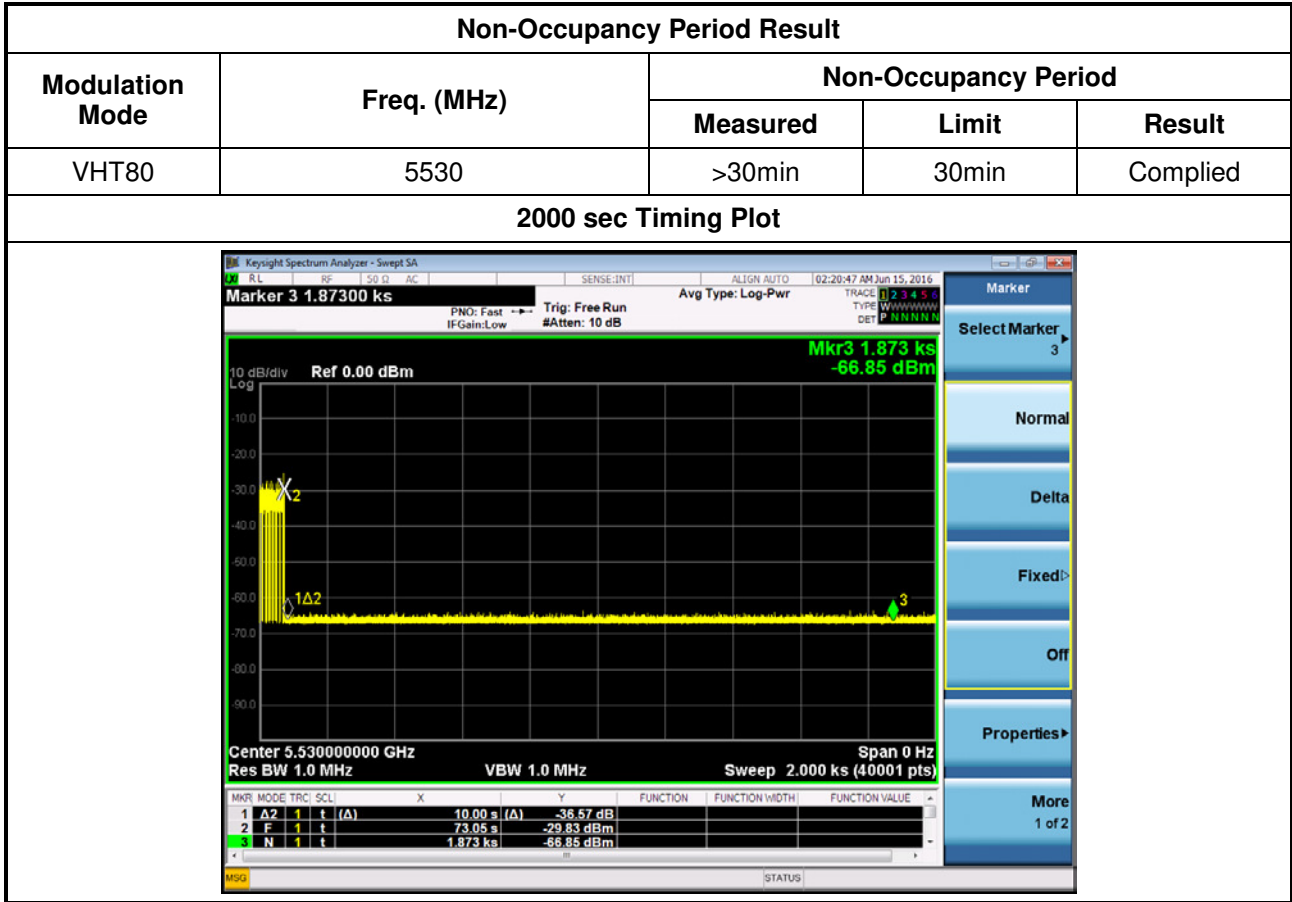 Non-Occupancy Period Result
Modulation Mode
Freq. (MHz)
Non-Occupancy Period
Measured
Limit
Result
VHT80
5530
>30min
30min
Complied
2000 sec Timing Plot
Keysight Spectrum Analyzer - Swept SA
LXI RL RF 50 Ω AC SENSE:INT ALIGN AUTO 02:20:47 AM Jun 15, 2016
Marker 3 1.87300 ks
PNO: Fast
IFGain:Low
Trig: Free Run
#Atten: 10 dB
Avg Type: Log-Pwr
TRACE 1 2 3 4 5 6
TYPE WWWWWW
DET P N N N N N
Mkr3 1.873 ks
-66.85 dBm
10 dB/div Ref 0.00 dBm
Log
-10.0
-20.0
-30.0
-40.0
-50.0
-60.0
-70.0
-80.0
-90.0
2
1Δ2
3
Center 5.530000000 GHz Span 0 Hz
Res BW 1.0 MHz VBW 1.0 MHz Sweep 2.000 ks (40001 pts)
MKR MODE TRC SCL X Y FUNCTION FUNCTION WIDTH FUNCTION VALUE
1 Δ2 1 t (Δ) 10.00 s (Δ) -36.57 dB
2 F 1 t 73.05 s -29.83 dBm
3 N 1 t 1.873 ks -66.85 dBm
MSG STATUS
Marker
Select Marker
3
Normal
Delta
Fixed
Off
Properties
More
1 of 2